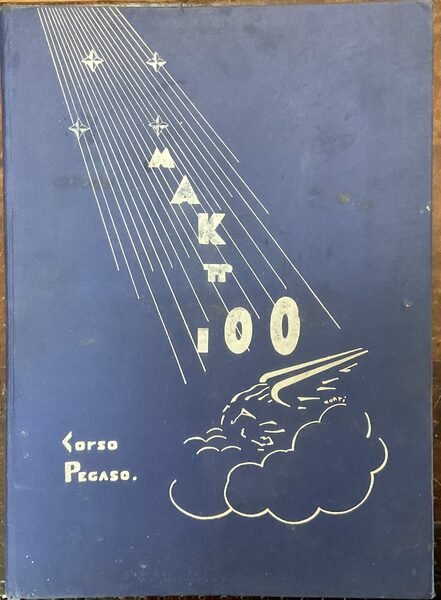 MAK π 100
Corso
Pegaso.